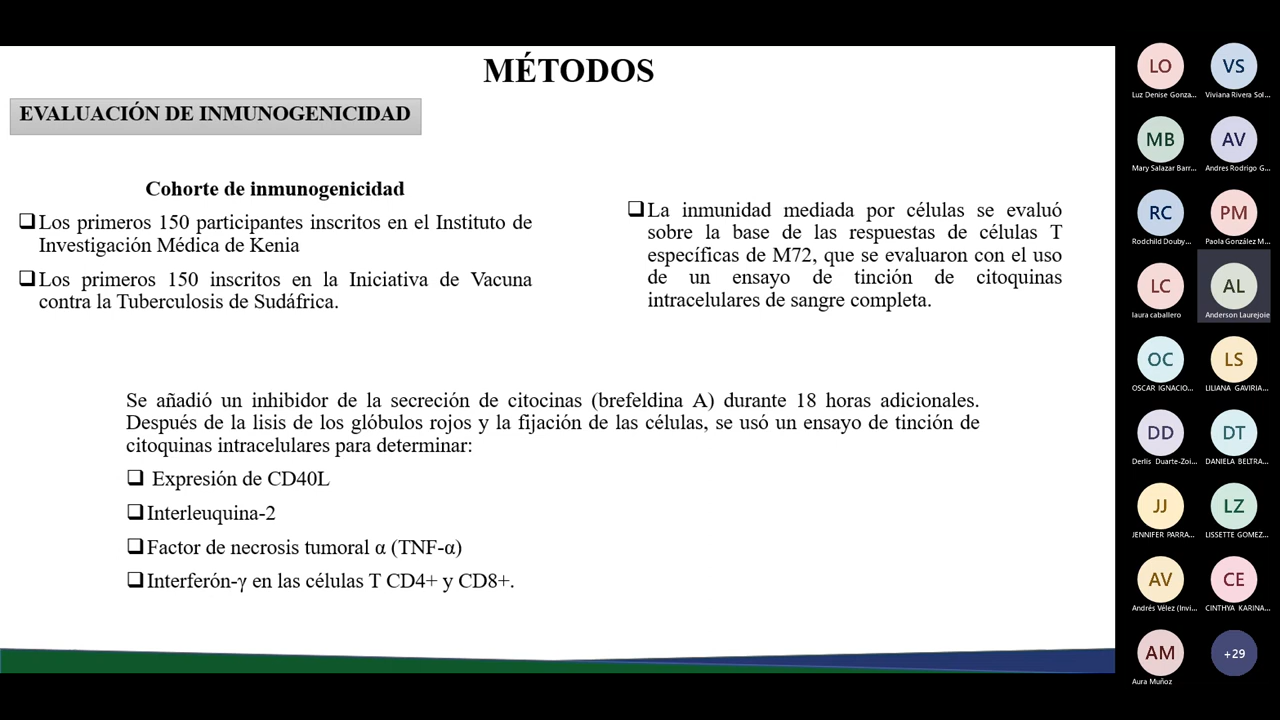 MÉTODOS
EVALUACIÓN DE INMUNOGENICIDAD
Cohorte de inmunogenicidad
Los primeros 150 participantes inscritos en el Instituto de
Investigación Médica de Kenia
Los primeros 150 inscritos en la Iniciativa de Vacuna
contra la Tuberculosis de Sudáfrica.
La inmunidad mediada por células se evaluó
sobre la base de las respuestas de células T
específicas de M72, que se evaluaron con el uso
de un ensayo de tinción de citoquinas
intracelulares de sangre completa.
Se añadió un inhibidor de la secreción de citocinas (brefeldina A) durante 18 horas adicionales.
Después de la lisis de los glóbulos rojos y la fijación de las células, se usó un ensayo de tinción de
citoquinas intracelulares para determinar:
Expresión de CD40L
Interleuquina-2
Factor de necrosis tumoral α (TNF-α)
Interferón-γ en las células T CD4+ y CD8+.
LO VS
Luz Denise Gonza... Viviana Rivera Sol...
MB AV
Mary Salazar Barr... Andres Rodrigo G...
RC PM
Rodchild Douby... Paola González M...
LC AL
laura caballero Anderson Laurejoie
OC LS
OSCAR IGNACIO... LILIANA GAVIRIA...
DD DT
Derlis Duarte-Zoi... DANIELA BELTRA...
JJ LZ
JENNIFER PARRA... LISSETTE GOMEZ...
AV CE
Andrés Vélez (Invi... CINTHYA KARINA...
AM +29
Aura Muñoz